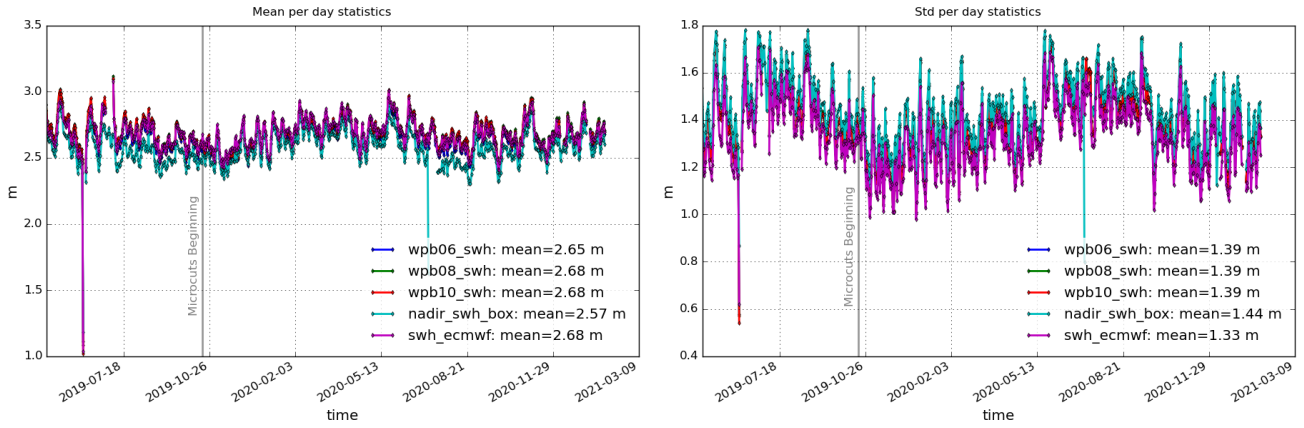 Mean per day statistics
3.5
3.0
2.5
2.0
1.5
1.0
m
Microcuts Beginning
wpb06_swh: mean=2.65 m
wpb08_swh: mean=2.68 m
wpb10_swh: mean=2.68 m
nadir_swh_box: mean=2.57 m
swh_ecmwf: mean=2.68 m
2019-07-18
2019-10-26
2020-02-03
2020-05-13
2020-08-21
2020-11-29
2021-03-09
time
Std per day statistics
1.8
1.6
1.4
1.2
1.0
0.8
0.6
0.4
m
Microcuts Beginning
wpb06_swh: mean=1.39 m
wpb08_swh: mean=1.39 m
wpb10_swh: mean=1.39 m
nadir_swh_box: mean=1.44 m
swh_ecmwf: mean=1.33 m
2019-07-18
2019-10-26
2020-02-03
2020-05-13
2020-08-21
2020-11-29
2021-03-09
time